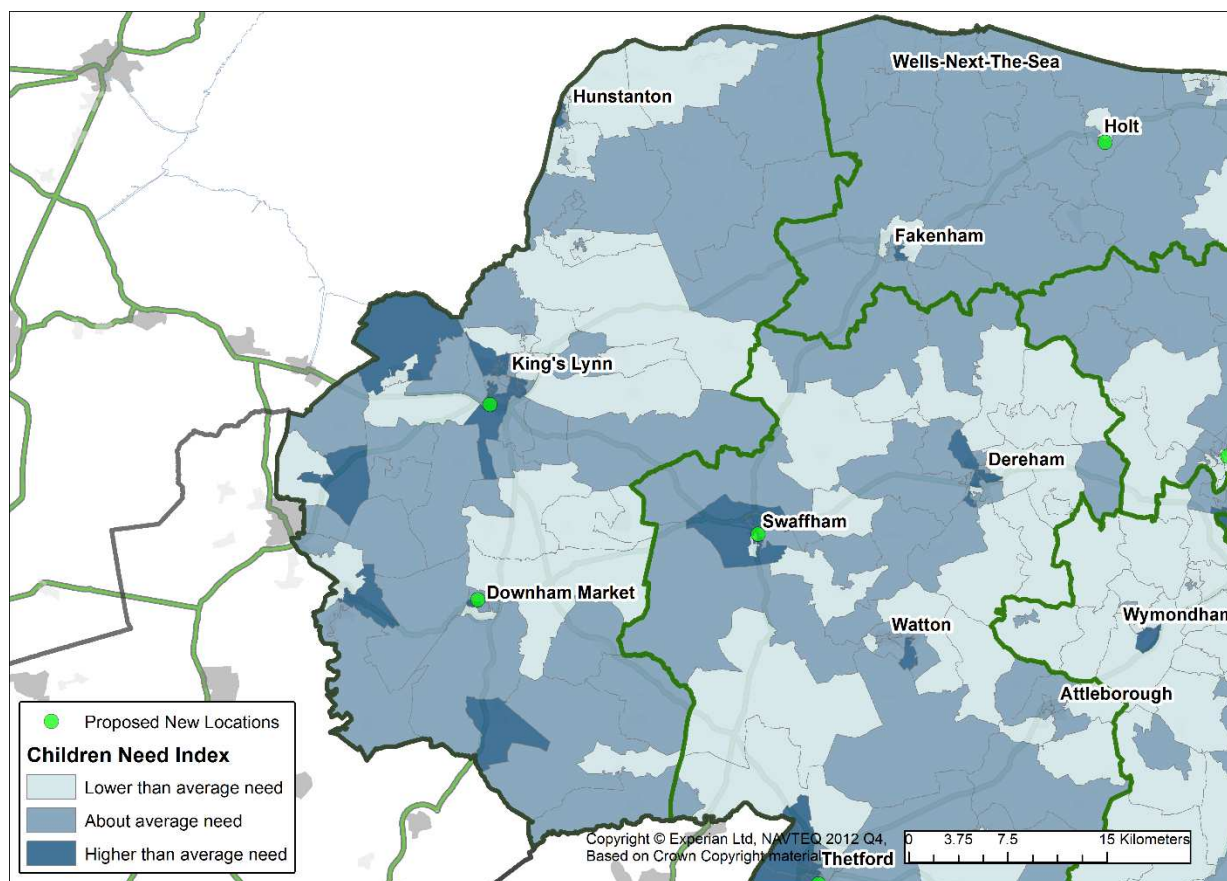 Wells-Next-The-Sea
Hunstanton
Holt
Fakenham
King's Lynn
Dereham
Swaffham
Downham Market
Watton
Wymondham
Attleborough
Proposed New Locations
Children Need Index
Lower than average need
About average need
Higher than average need
Copyright © Experian Ltd, NAVTEQ 2012 Q4,
Based on Crown Copyright material
Thetford
0 3.75 7.5 15 Kilometers